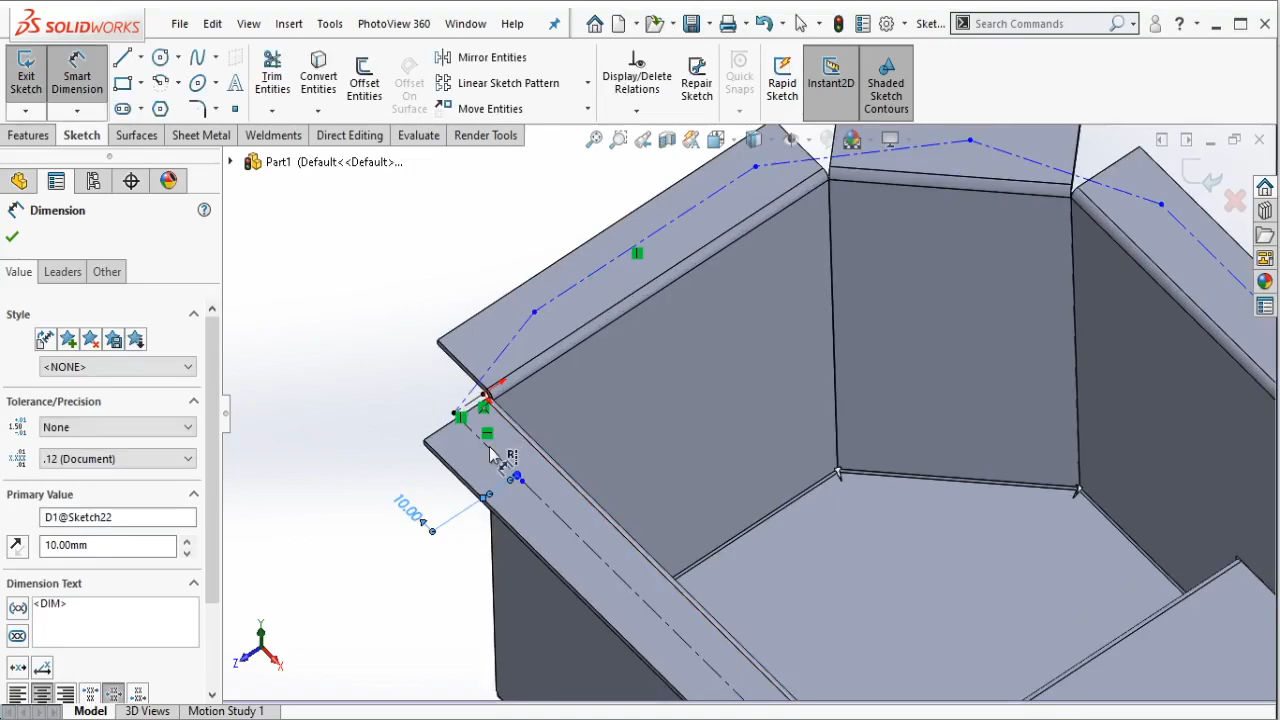 SOLIDWORKS
File Edit View Insert Tools PhotoView 360 Window Help
Sket...
Search Commands
Exit Sketch
Smart Dimension
Trim Entities
Convert Entities
Offset Entities
Offset On Surface
Mirror Entities
Linear Sketch Pattern
Move Entities
Display/Delete Relations
Repair Sketch
Quick Snaps
Rapid Sketch
Instant2D
Shaded Sketch Contours
Features Sketch Surfaces Sheet Metal Weldments Direct Editing Evaluate Render Tools
Part1 (Default<<Default>...
Dimension
Value Leaders Other
Style
<NONE>
Tolerance/Precision
None
.12 (Document)
Primary Value
D1@Sketch22
10.00mm
Dimension Text
<DIM>
10.00
Y
Z
X
Model 3D Views Motion Study 1